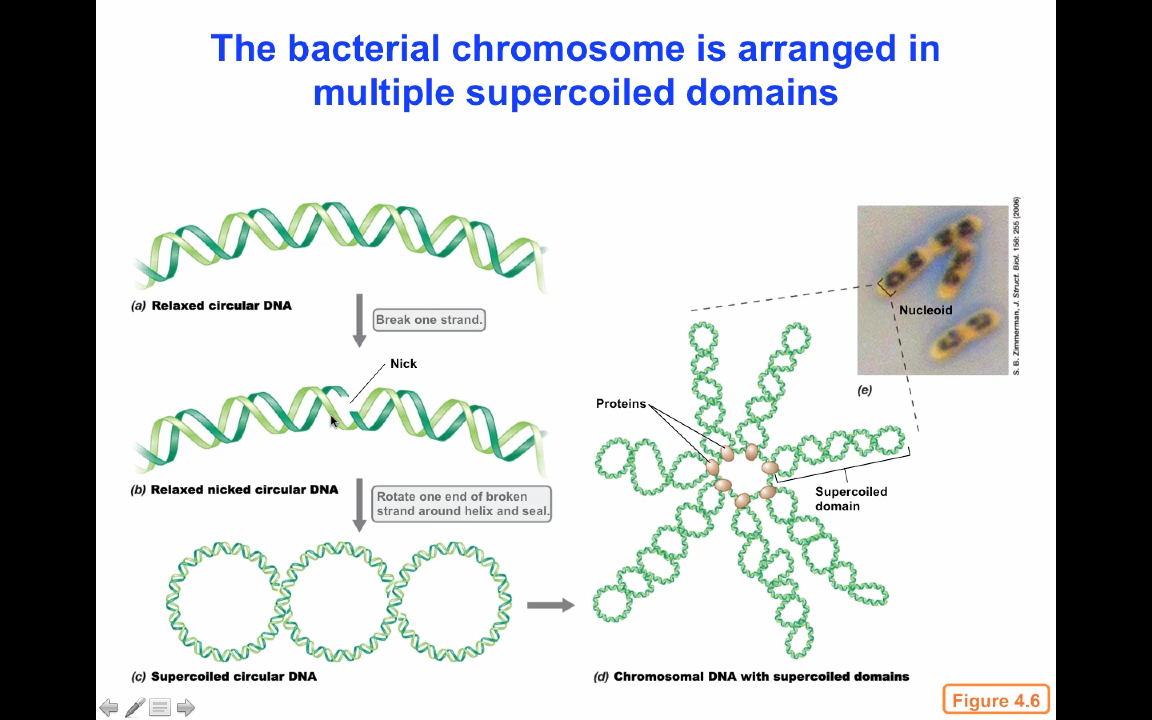 The bacterial chromosome is arranged in
multiple supercoiled domains
(a) Relaxed circular DNA
Break one strand.
Nick
(b) Relaxed nicked circular DNA
Rotate one end of broken
strand around helix and seal.
(c) Supercoiled circular DNA
Proteins
Supercoiled
domain
(d) Chromosomal DNA with supercoiled domains
Nucleoid
(e)
S. B. Zimmerman, J. Struct. Biol. 156: 255 (2006)
Figure 4.6